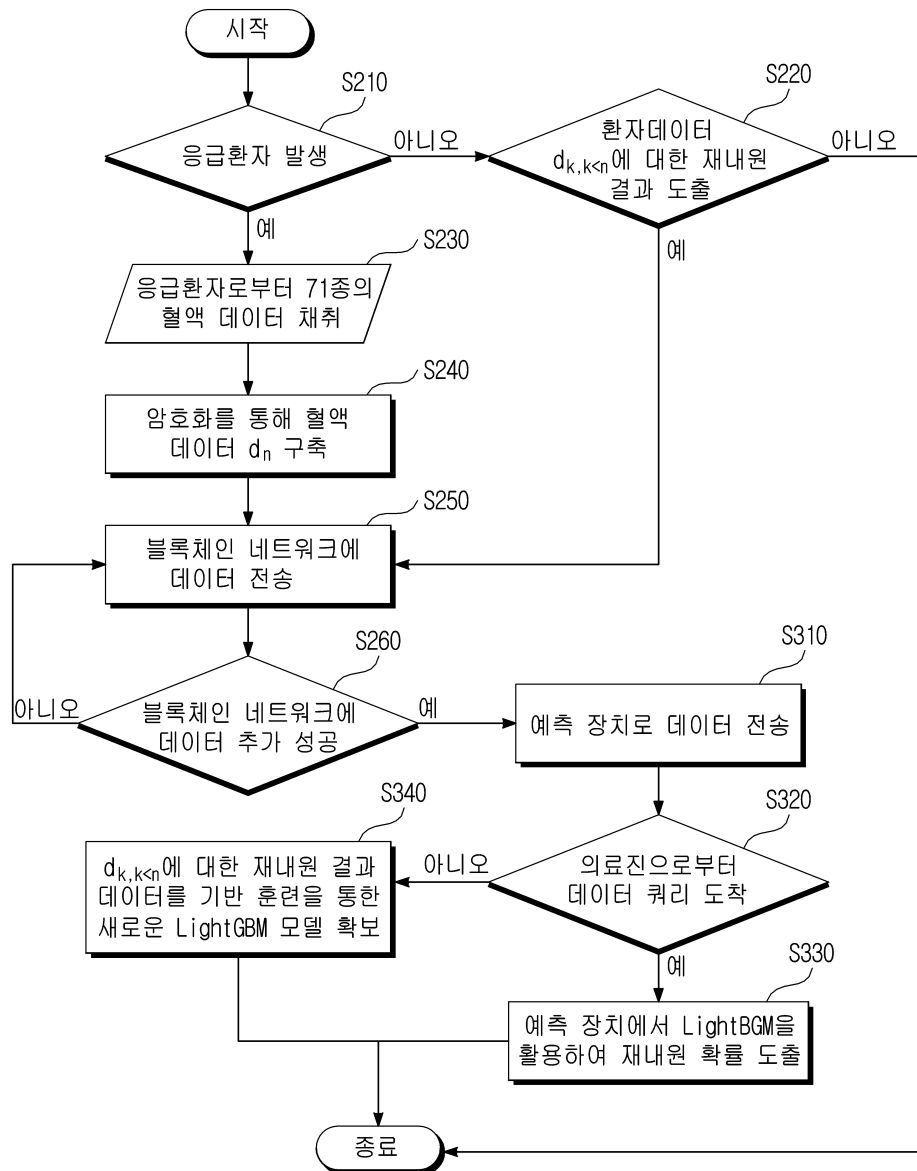 시작
S210
응급환자 발생
아니오
예
S220
환자데이터
dk,k<n에 대한 재내원
결과 도출
아니오
예
S230
응급환자로부터 71종의
혈액 데이터 채취
S240
암호화를 통해 혈액
데이터 dn 구축
S250
블록체인 네트워크에
데이터 전송
S260
블록체인 네트워크에
데이터 추가 성공
아니오
예
S310
예측 장치로 데이터 전송
S320
의료진으로부터
데이터 쿼리 도착
아니오
예
S340
dk,k<n에 대한 재내원 결과
데이터를 기반 훈련을 통한
새로운 LightGBM 모델 확보
S330
예측 장치에서 LightBGM을
활용하여 재내원 확률 도출
종료